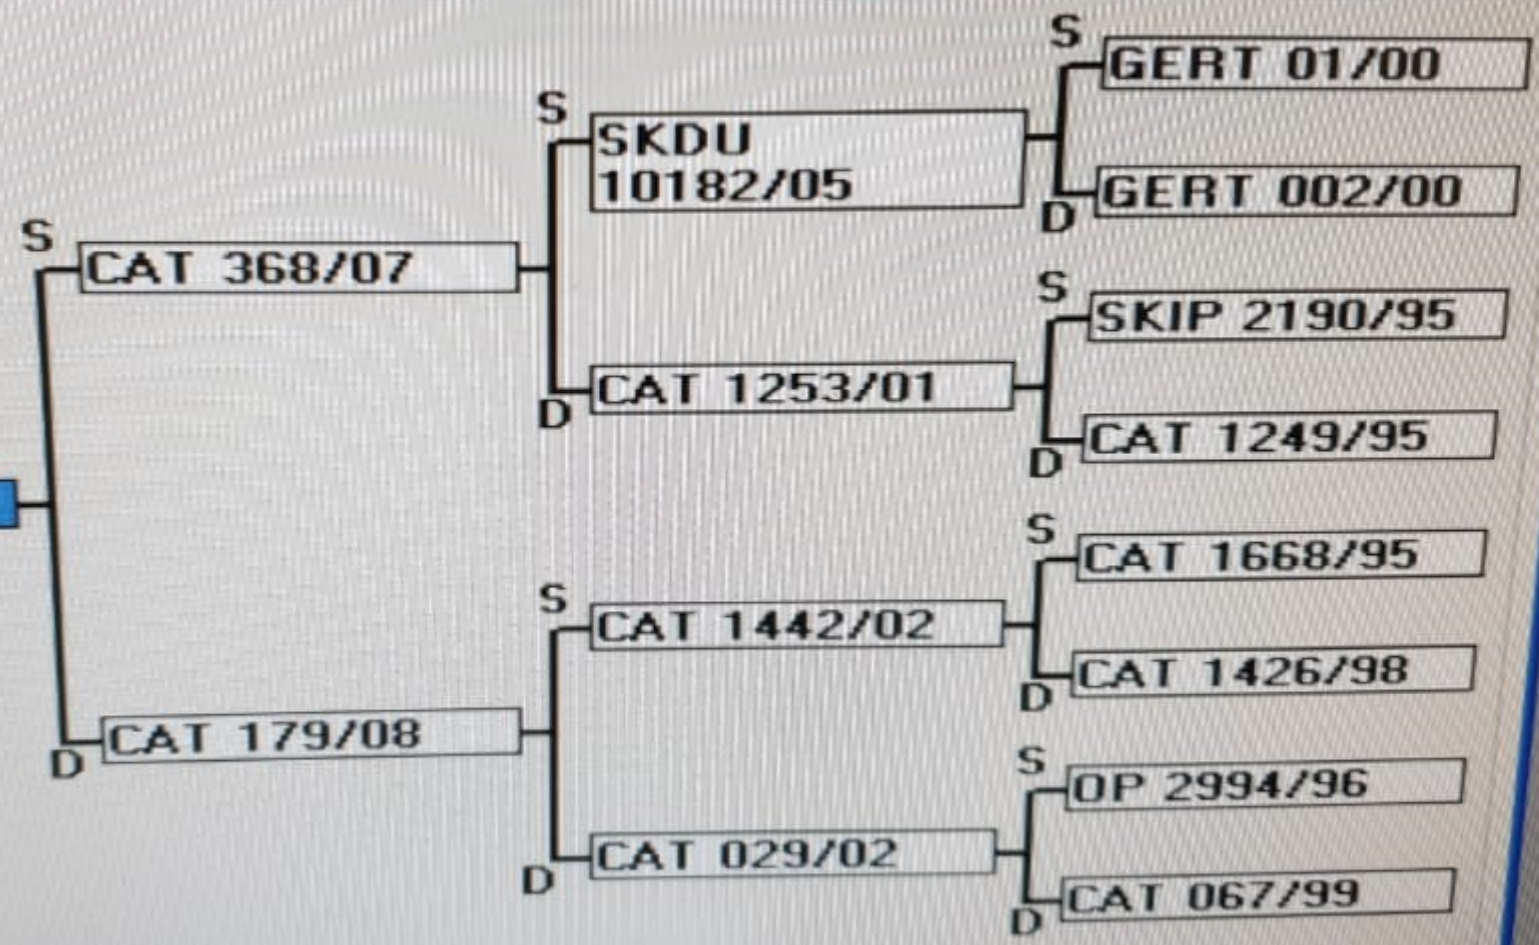 S
GERT 01/00
S
SKDU
10182/05
GERT 002/00
D
S
CAT 368/07
S
SKIP 2190/95
CAT 1253/01
D
CAT 1249/95
D
S
CAT 1668/95
S
CAT 1442/02
CAT 1426/98
D
CAT 179/08
D
S
OP 2994/96
CAT 029/02
D
CAT 067/99
D